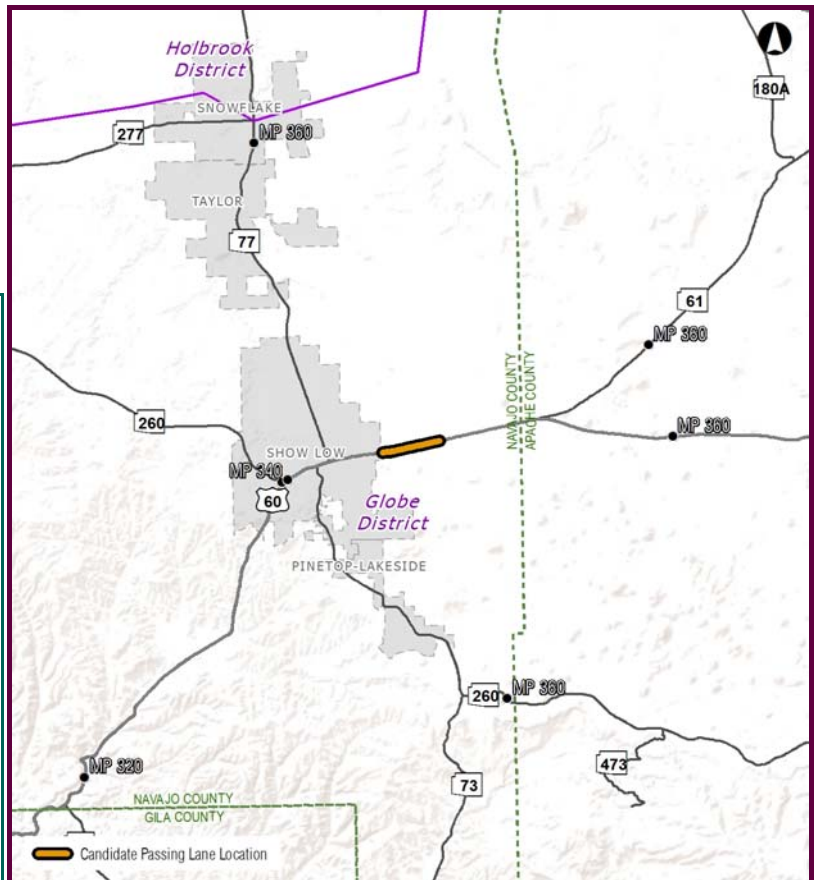 Holbrook
District
180A
SNOWFLAKE
277
MP 360
TAYLOR
77
61
MP 380
NAVAJO COUNTY
APACHE COUNTY
260
MP 360
SHOW LOW
MP 340
60
Globe
District
PINETOP-LAKESIDE
260
MP 360
473
73
MP 320
NAVAJO COUNTY
GILA COUNTY
Candidate Passing Lane Location